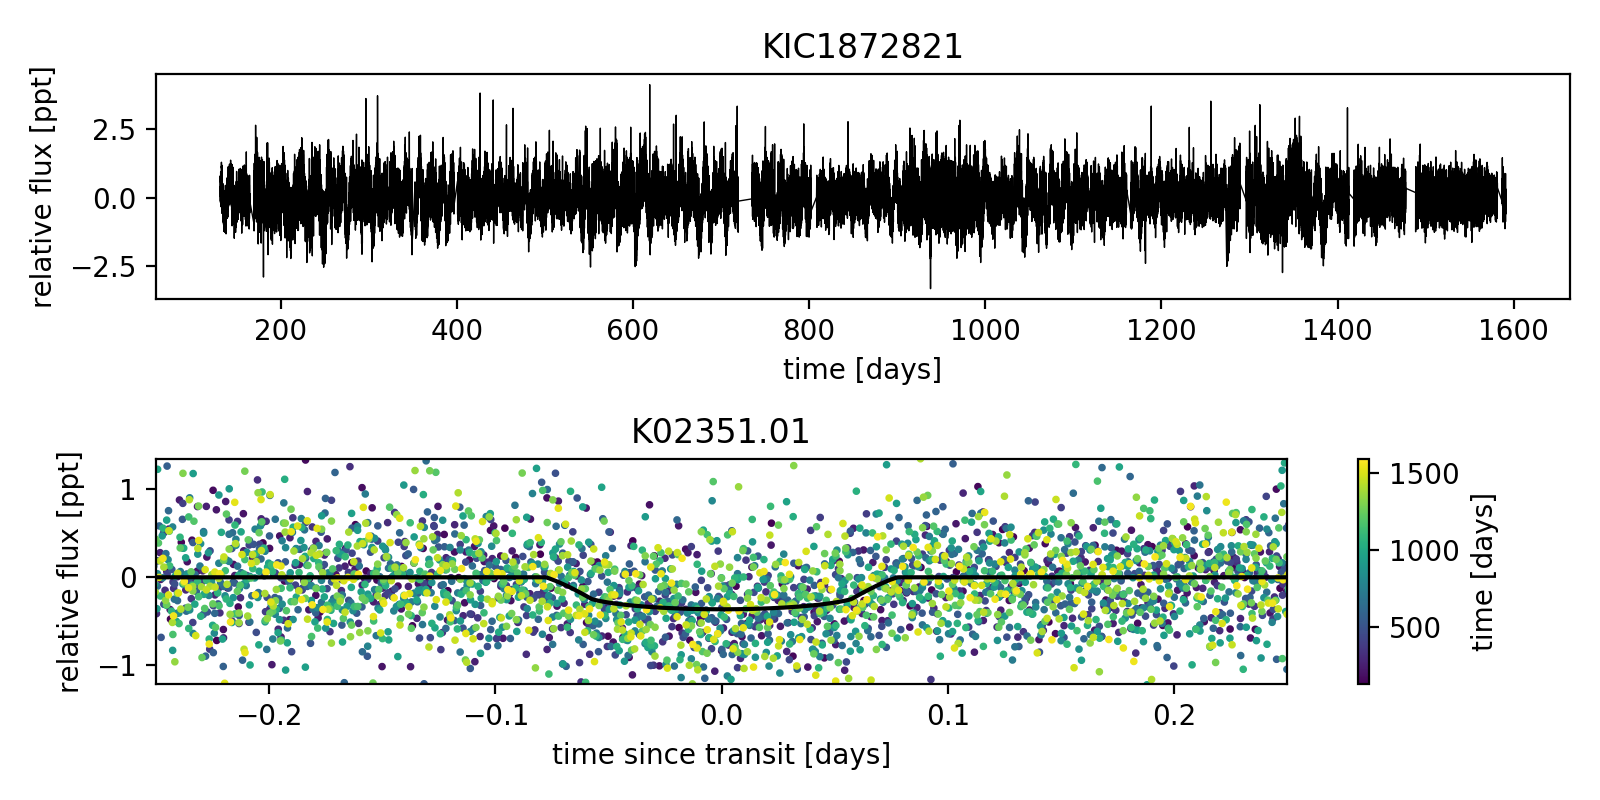 KIC1872821
relative flux [ppt]
2.5
0.0
−2.5
200 400 600 800 1000 1200 1400 1600
time [days]
K02351.01
relative flux [ppt]
1
0
−1
−0.2 −0.1 0.0 0.1 0.2
time since transit [days]
1500
1000
500
time [days]